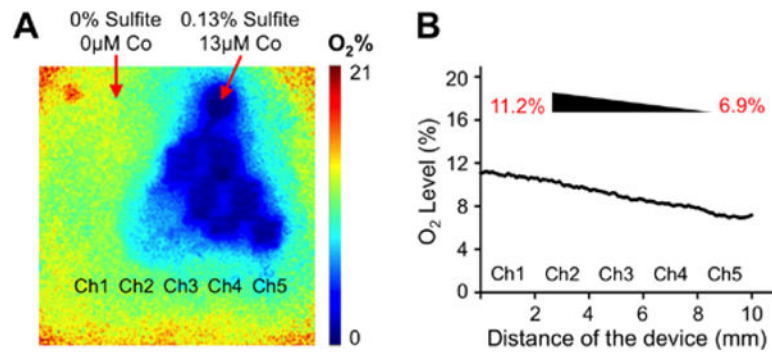 A
0% Sulfite
0µM Co
0.13% Sulfite
13µM Co
O₂%
21
0
Ch1 Ch2 Ch3 Ch4 Ch5
B
O₂ Level (%)
20
16
12
8
4
0
11.2%
6.9%
Ch1 Ch2 Ch3 Ch4 Ch5
2 4 6 8 10
Distance of the device (mm)